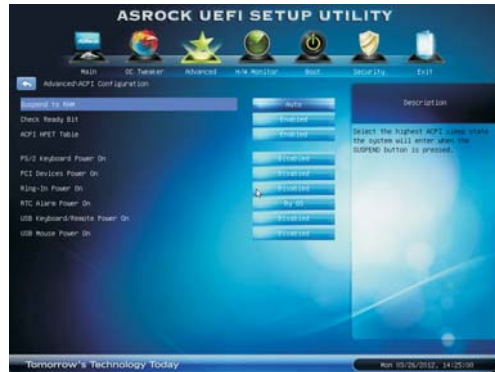 ASROCK UEFI SETUP UTILITY
Main OC Tweaker Advanced H/W Monitor Boot Security Exit
Advanced\ACPI Configuration
Description
Suspend to RAM Auto
Check Ready Bit Enabled
ACPI HPET Table Enabled
Select the highest ACPI sleep state
the system will enter when the
SUSPEND button is pressed.
PS/2 Keyboard Power On Disabled
PCI Devices Power On Disabled
Ring-In Power On Disabled
RTC Alarm Power On By OS
USB Keyboard/Remote Power On Disabled
USB Mouse Power On Disabled
Tomorrow's Technology Today
Mon 03/26/2012, 14:25:00